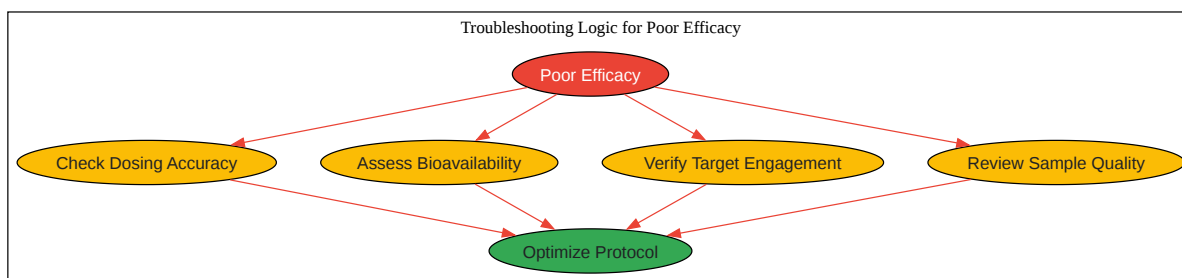 Troubleshooting Logic for Poor Efficacy
Poor Efficacy
Check Dosing Accuracy
Assess Bioavailability
Verify Target Engagement
Review Sample Quality
Optimize Protocol